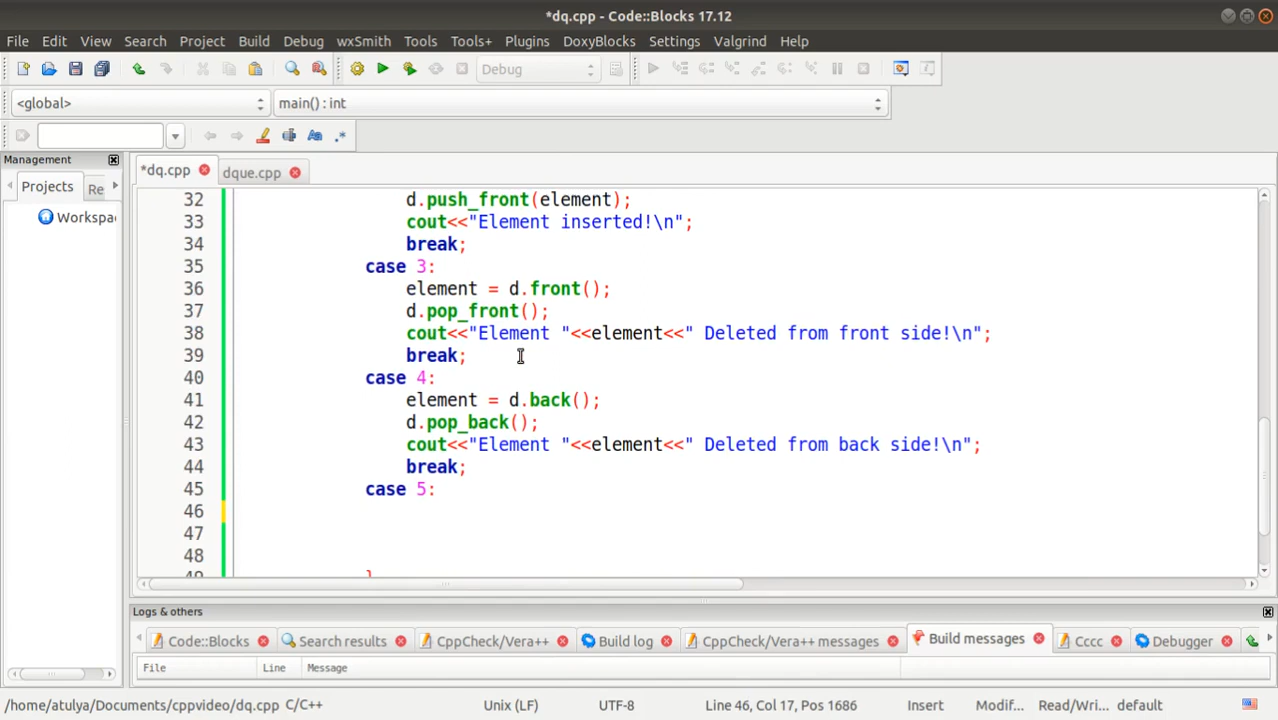 *dq.cpp - Code::Blocks 17.12
File Edit View Search Project Build Debug wxSmith Tools Tools+ Plugins DoxyBlocks Settings Valgrind Help
Debug
<global> main() : int
Aa .*
Management *dq.cpp dque.cpp
Projects Re
Workspa
32 d.push_front(element);
33 cout<<"Element inserted!\n";
34 break;
35 case 3:
36 element = d.front();
37 d.pop_front();
38 cout<<"Element "<<element<<" Deleted from front side!\n";
39 break;
40 case 4:
41 element = d.back();
42 d.pop_back();
43 cout<<"Element "<<element<<" Deleted from back side!\n";
44 break;
45 case 5:
46
47
48
49 }
Logs & others
Code::Blocks Search results CppCheck/Vera++ Build log CppCheck/Vera++ messages Build messages Cccc Debugger
File Line Message
/home/atulya/Documents/cppvideo/dq.cpp C/C++ Unix (LF) UTF-8 Line 46, Col 17, Pos 1686 Insert Modif... Read/Wri... default